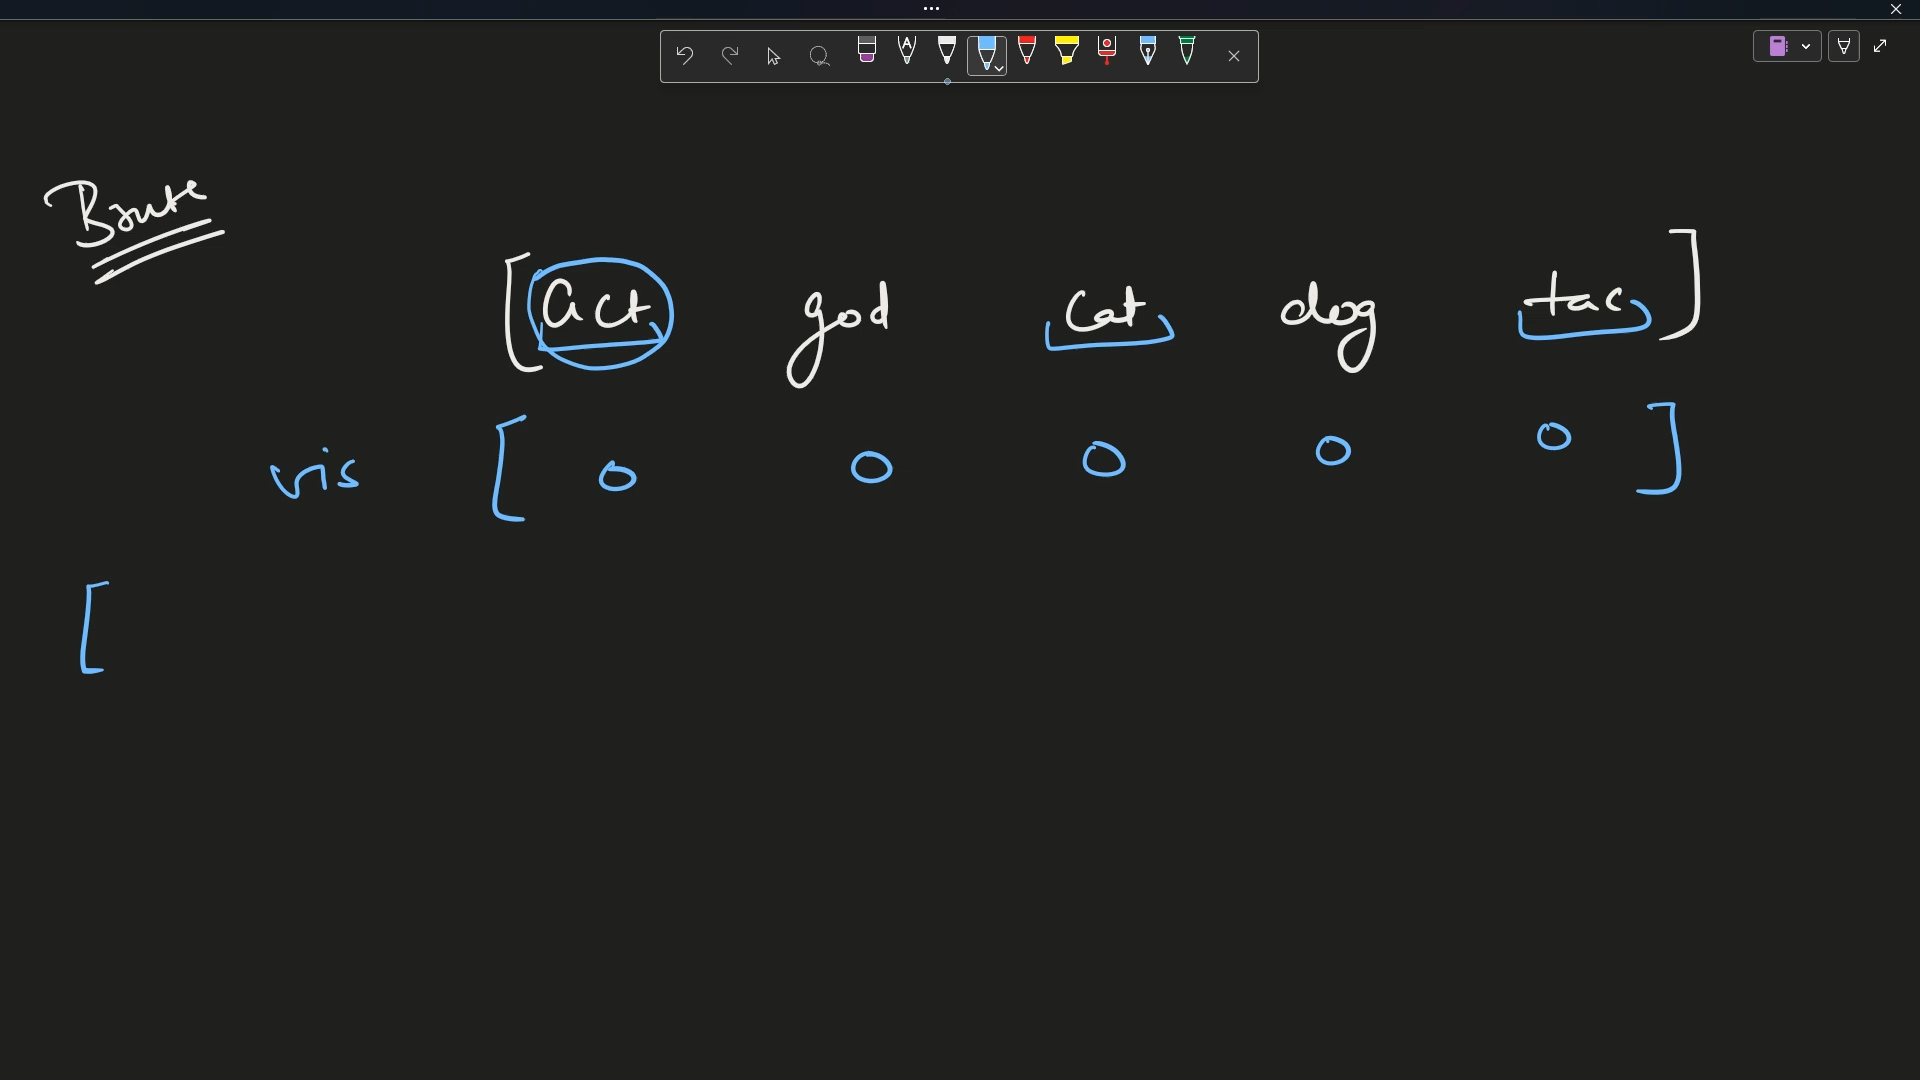 Brute
[act god cat dog tac]
vis [ 0 0 0 0 0 ]
[